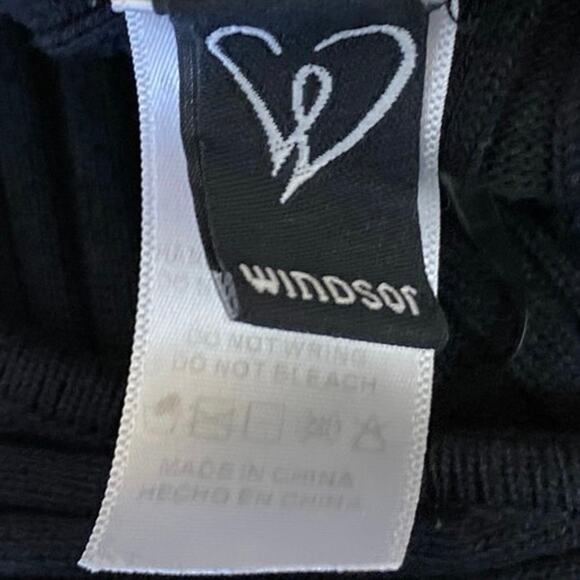 WINDSOR
DO NOT WRING
DO NOT BLEACH
MADE IN CHINA
HECHO EN CHINA